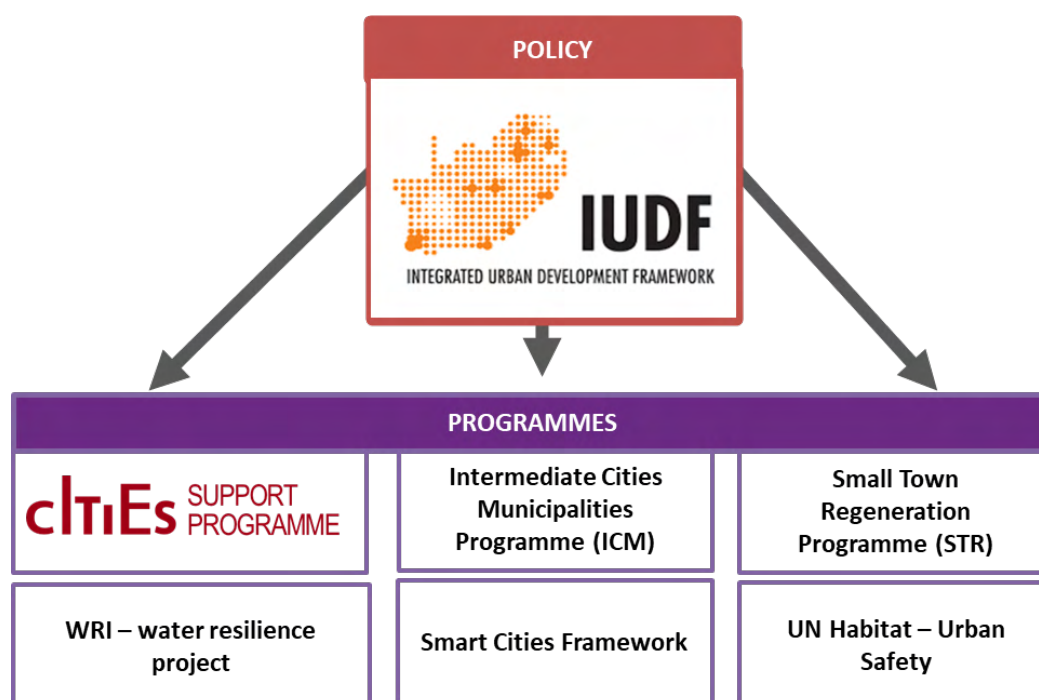 POLICY
IUDF
INTEGRATED URBAN DEVELOPMENT FRAMEWORK
PROGRAMMES
cITiEs SUPPORT
PROGRAMME
Intermediate Cities
Municipalities
Programme (ICM)
Small Town
Regeneration
Programme (STR)
WRI – water resilience
project
Smart Cities Framework
UN Habitat – Urban
Safety